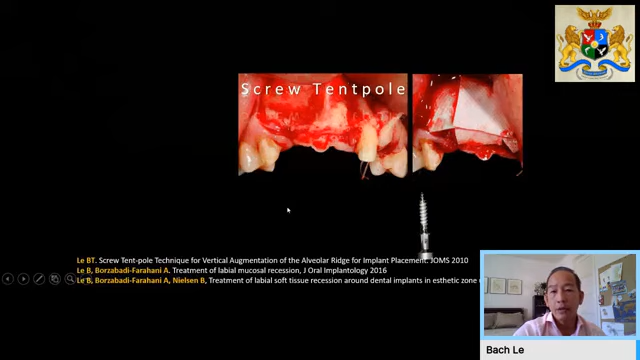 Screw Tentpole
Le BT. Screw Tent-pole Technique for Vertical Augmentation of the Alveolar Ridge for Implant Placement. JOMS 2010
Le B, Borzabadi-Farahani A. Treatment of labial mucosal recession, J Oral Implantology 2016
Le B, Borzabadi-Farahani A, Nielsen B, Treatment of labial soft tissue recession around dental implants in esthetic zone
Bach Le